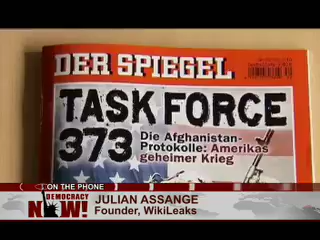 DER SPIEGEL
TASK FORCE
373
Die Afghanistan-
Protokolle: Amerikas
geheimer Krieg
ON THE PHONE
DEMOCRACY
NOW!
JULIAN ASSANGE
Founder, WikiLeaks